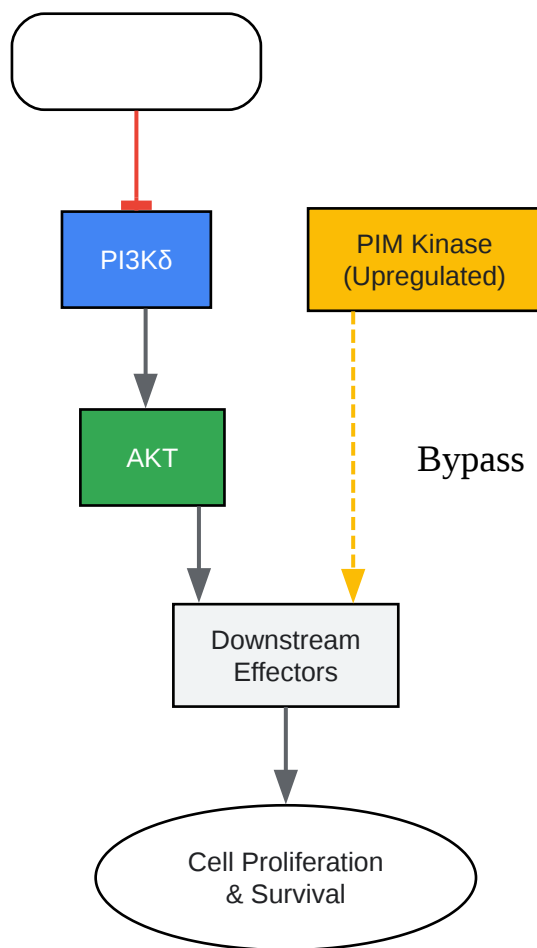 PI3Kδ
PIM Kinase
(Upregulated)
AKT
Bypass
Downstream
Effectors
Cell Proliferation
& Survival